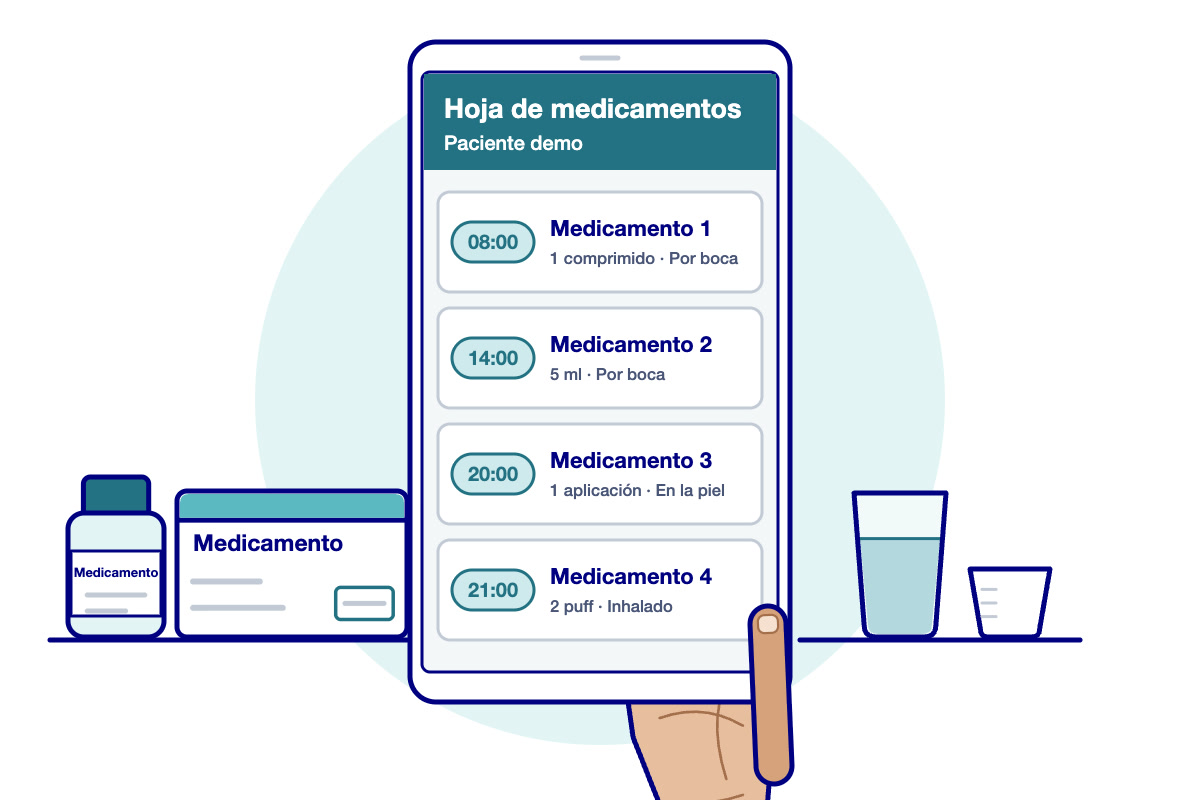 Hoja de medicamentos
Paciente demo
08:00
Medicamento 1
1 comprimido · Por boca
14:00
Medicamento 2
5 ml · Por boca
20:00
Medicamento 3
1 aplicación · En la piel
21:00
Medicamento 4
2 puff · Inhalado
Medicamento
Medicamento